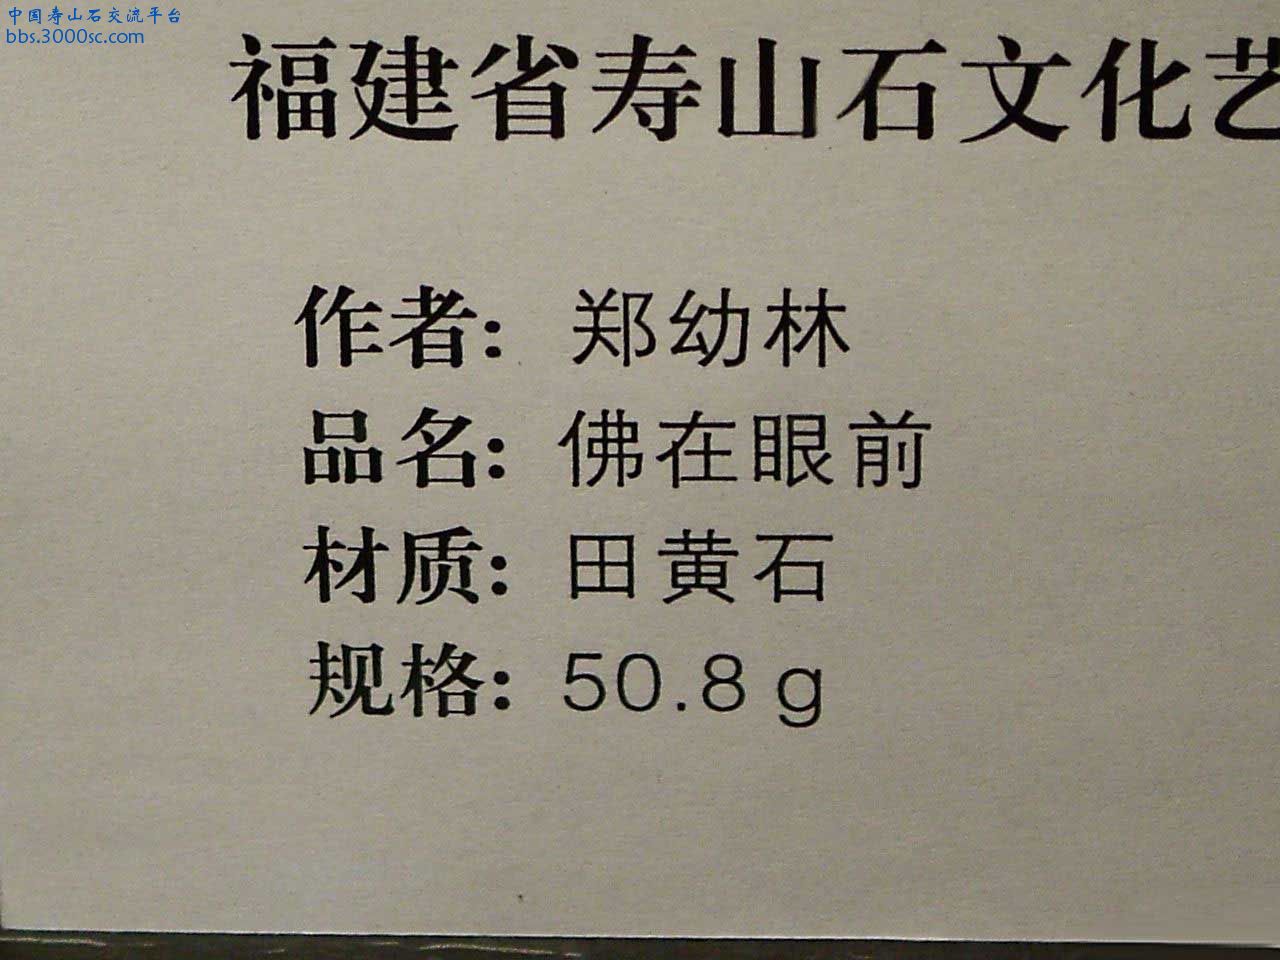 中国寿山石交流平台
bbs.3000sc.com
福建省寿山石文化艺
作者：郑幼林
品名：佛在眼前
材质：田黄石
规格：50.8 g